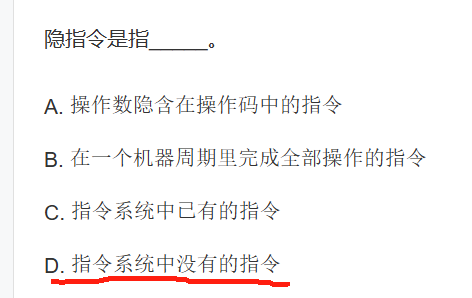 隐指令是指_____。
A. 操作数隐含在操作码中的指令
B. 在一个机器周期里完成全部操作的指令
C. 指令系统中已有的指令
D. 指令系统中没有的指令